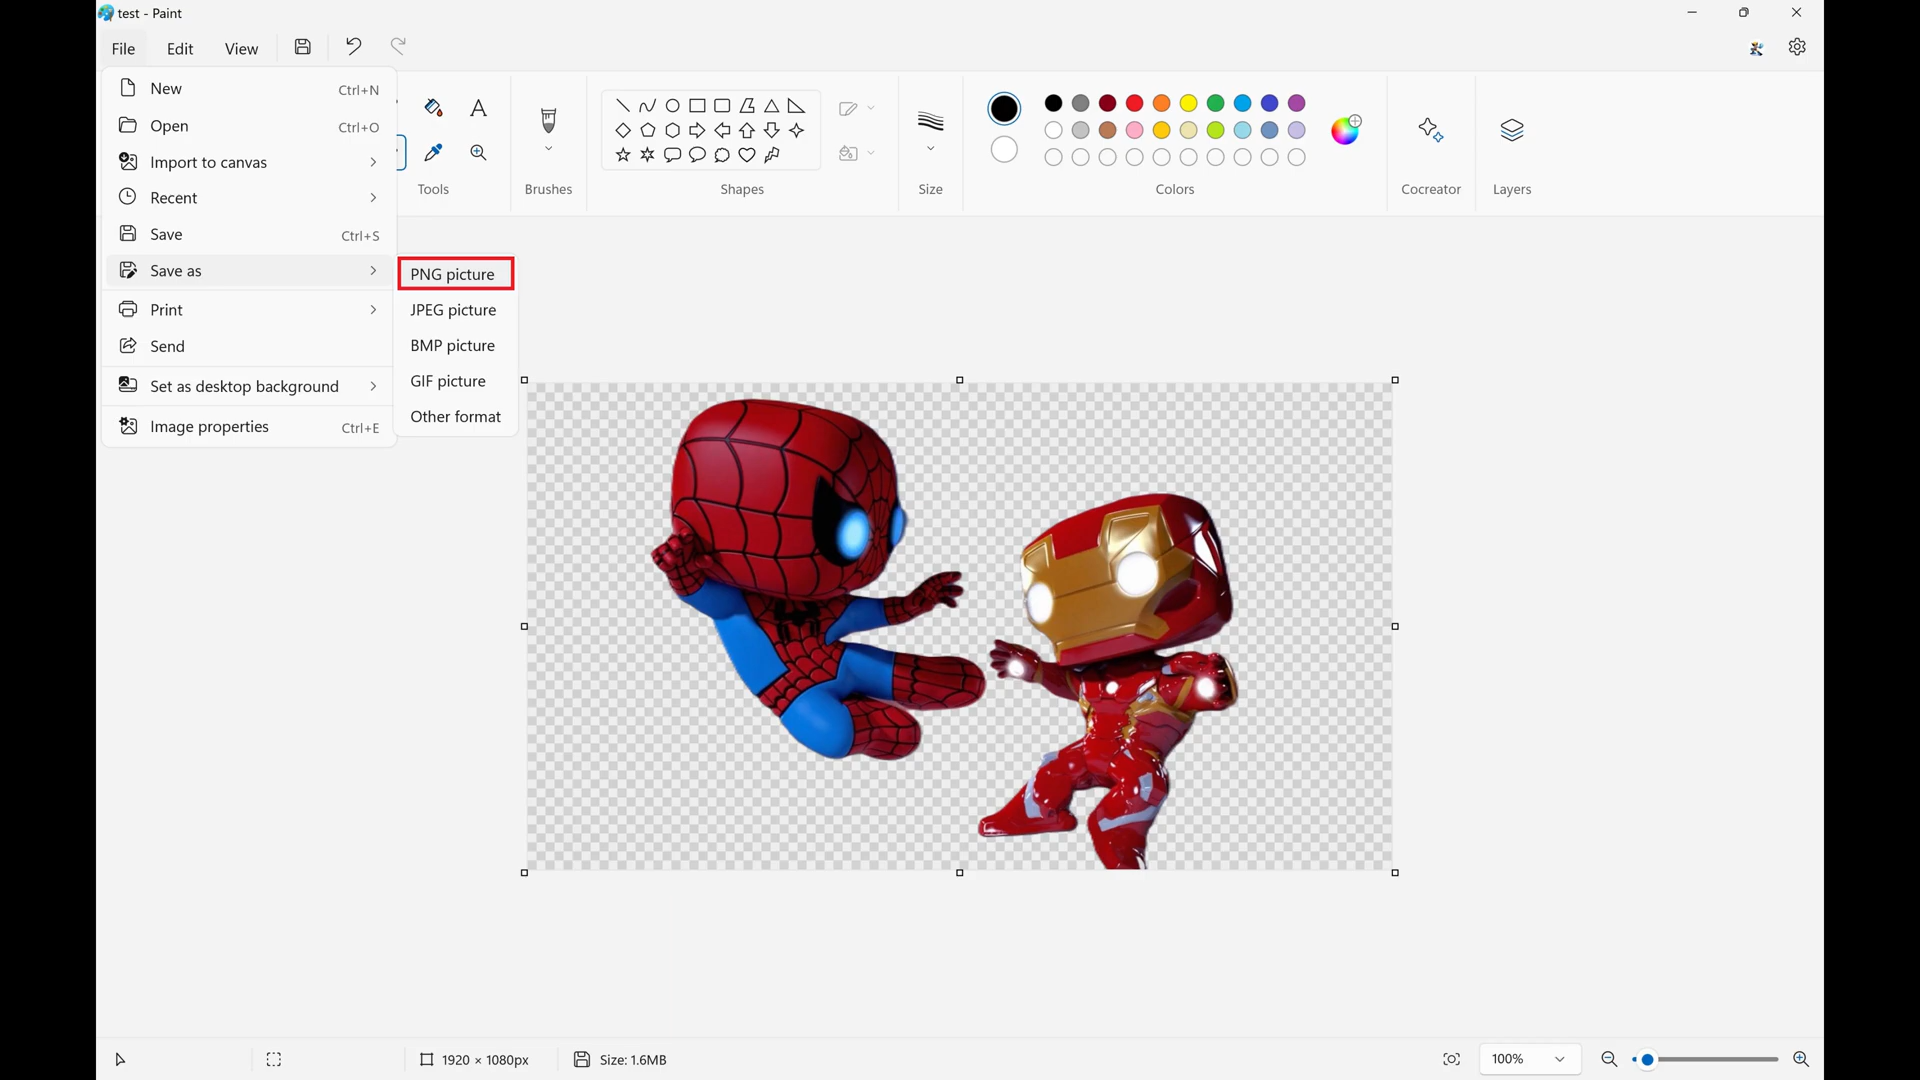 test - Paint
File Edit View
New Ctrl+N
Open Ctrl+O
Import to canvas
Recent
Save Ctrl+S
Save as
Print
Send
Set as desktop background
Image properties Ctrl+E
PNG picture
JPEG picture
BMP picture
GIF picture
Other format
A
Tools Brushes Shapes Size Colors Cocreator Layers
1920 × 1080px Size: 1.6MB 100%